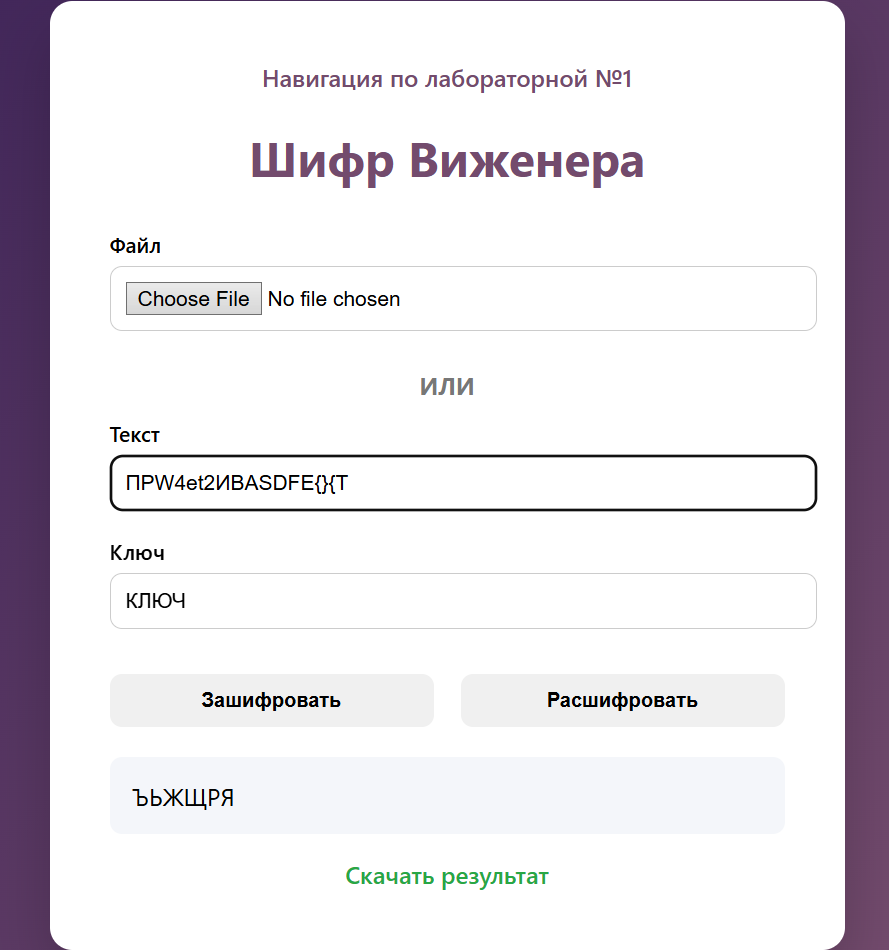 Навигация по лабораторной №1
Шифр Виженера
Файл
Choose File No file chosen
ИЛИ
Текст
ПРW4et2ИВASDFE{}{Т
Ключ
КЛЮЧ
Зашифровать Расшифровать
ЪЬЖЩРЯ
Скачать результат